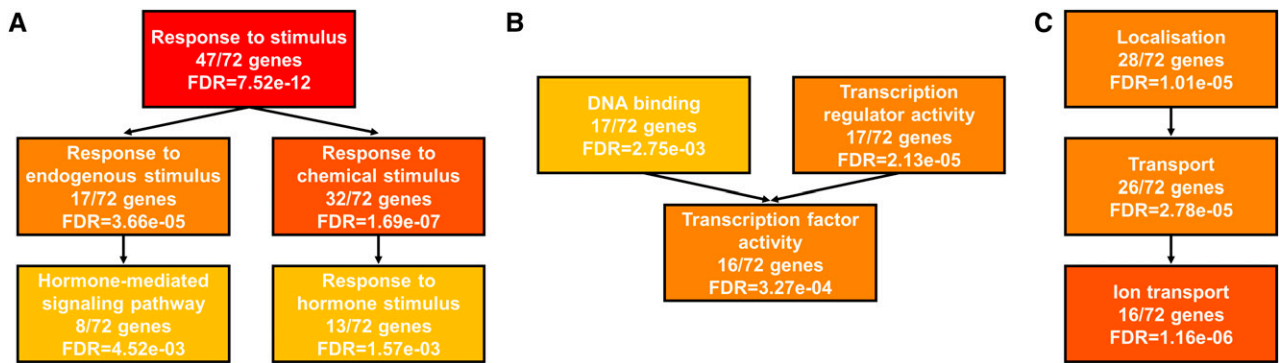 A
Response to stimulus
47/72 genes
FDR=7.52e-12
Response to
endogenous stimulus
17/72 genes
FDR=3.66e-05
Response to
chemical stimulus
32/72 genes
FDR=1.69e-07
Hormone-mediated
signaling pathway
8/72 genes
FDR=4.52e-03
Response to
hormone stimulus
13/72 genes
FDR=1.57e-03
B
DNA binding
17/72 genes
FDR=2.75e-03
Transcription
regulator activity
17/72 genes
FDR=2.13e-05
Transcription factor
activity
16/72 genes
FDR=3.27e-04
C
Localisation
28/72 genes
FDR=1.01e-05
Transport
26/72 genes
FDR=2.78e-05
Ion transport
16/72 genes
FDR=1.16e-06